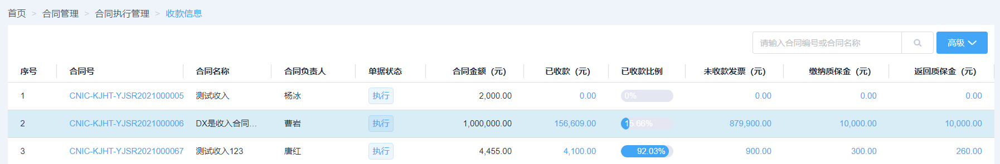 首页 > 合同管理 > 合同执行管理 > 收款信息
请输入合同编号或合同名称 高级
序号 合同号 合同名称 合同负责人 单据状态 合同金额（元） 已收款（元） 已收款比例 未收款发票（元） 缴纳质保金（元） 返回质保金（元）
1 CNIC-KJHT-YJSR2021000005 测试收入 杨冰 执行 2,000.00 0.00 0% 0.00 0.00 0.00
2 CNIC-KJHT-YJSR2021000006 DX是收入合同... 曹岩 执行 1,000,000.00 156,609.00 15.66% 879,900.00 10,000.00 10,000.00
3 CNIC-KJHT-YJSR2021000067 测试收入123 唐红 执行 4,455.00 4,100.00 92.03% 900.00 300.00 260.00